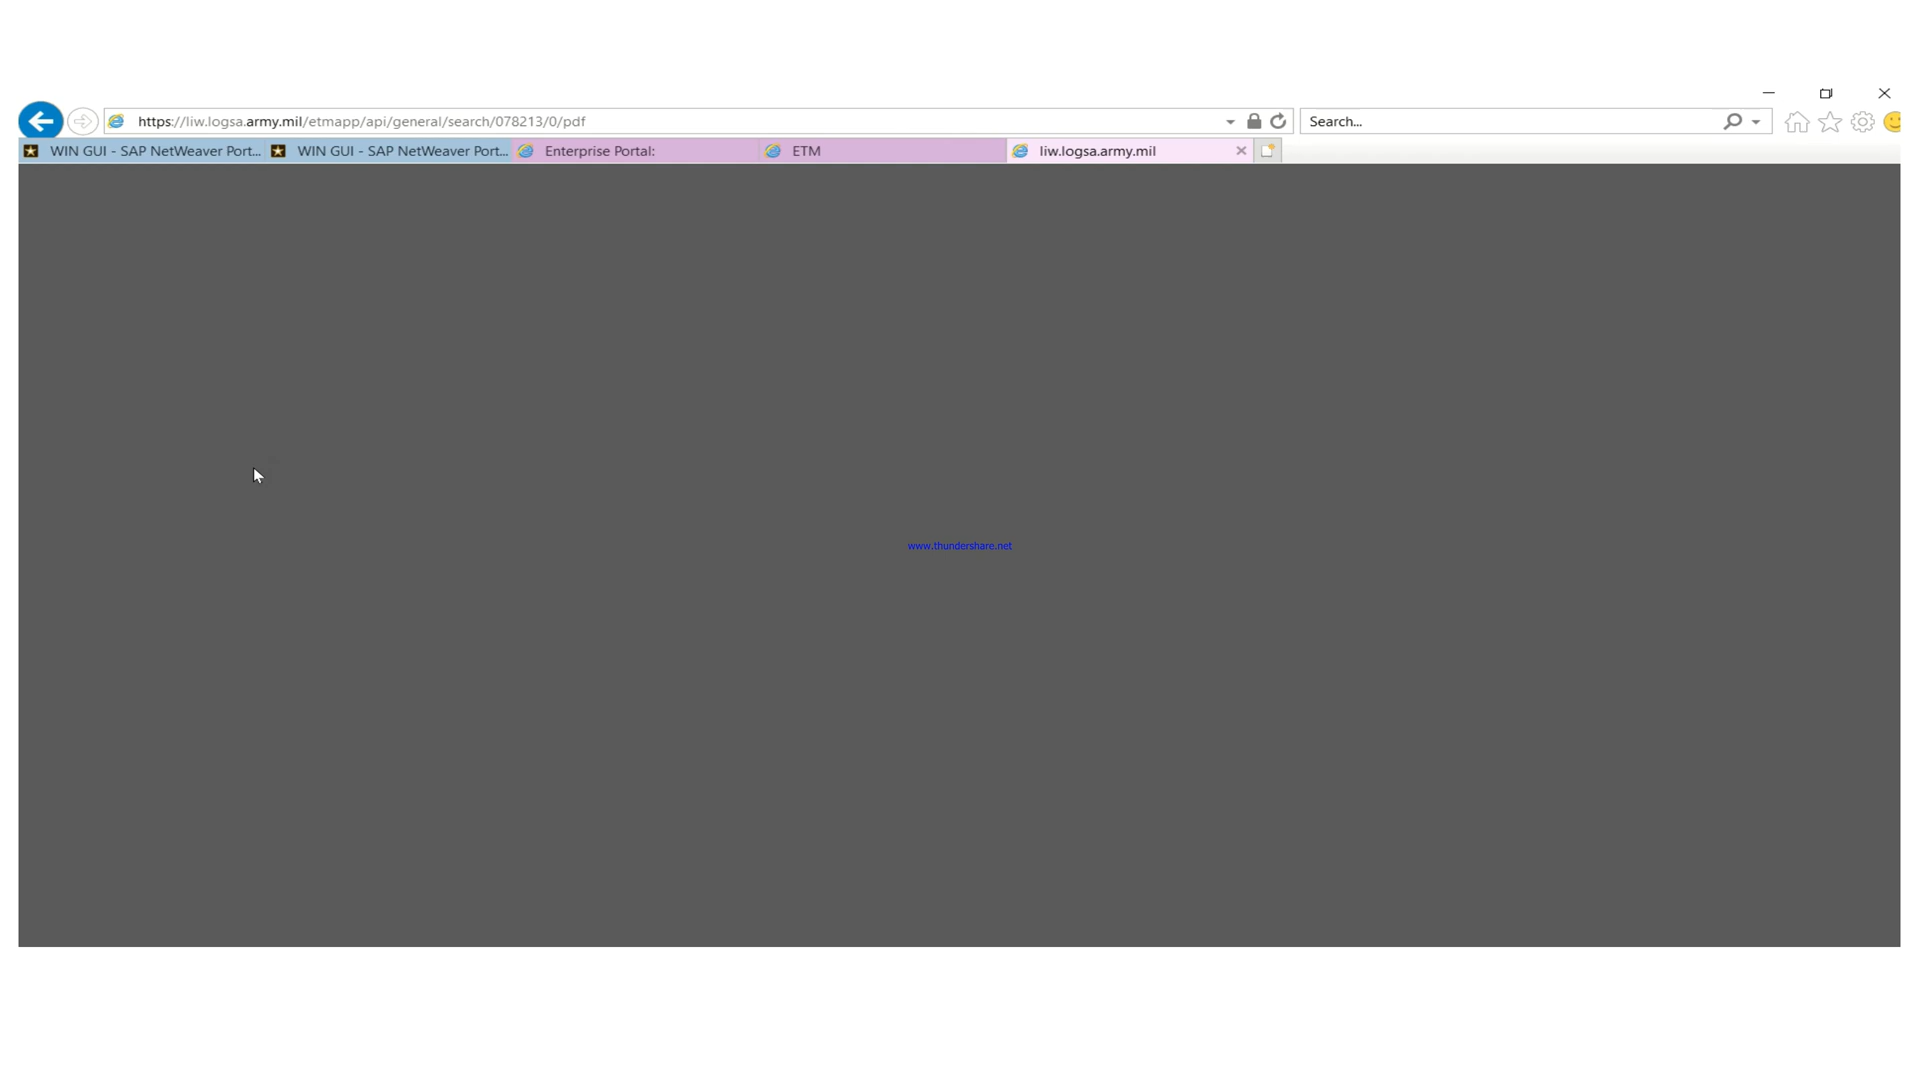 https://liw.logsa.army.mil/etmapp/api/general/search/078213/0/pdf
Search...
WIN GUI - SAP NetWeaver Port...
WIN GUI - SAP NetWeaver Port...
Enterprise Portal:
ETM
liw.logsa.army.mil
www.thundershare.net